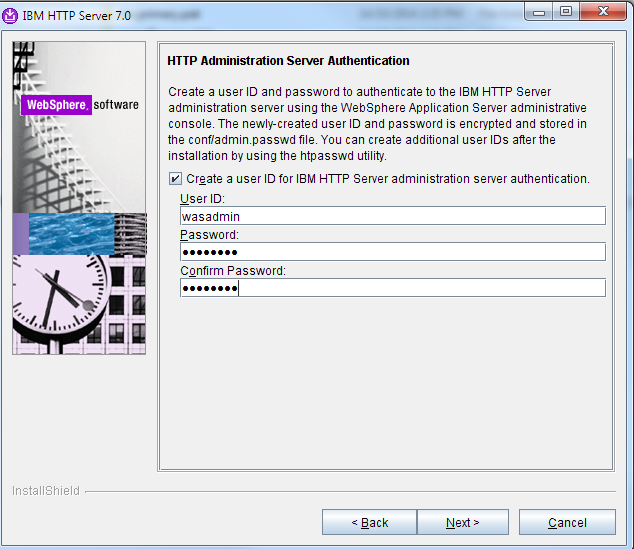 IBM HTTP Server 7.0
WebSphere. software
HTTP Administration Server Authentication
Create a user ID and password to authenticate to the IBM HTTP Server
administration server using the WebSphere Application Server administrative
console. The newly-created user ID and password is encrypted and stored in
the conf/admin.passwd file. You can create additional user IDs after the
installation by using the htpasswd utility.
Create a user ID for IBM HTTP Server administration server authentication.
User ID:
wasadmin
Password:
●●●●●●●●
Confirm Password:
●●●●●●●●
InstallShield
< Back
Next >
Cancel